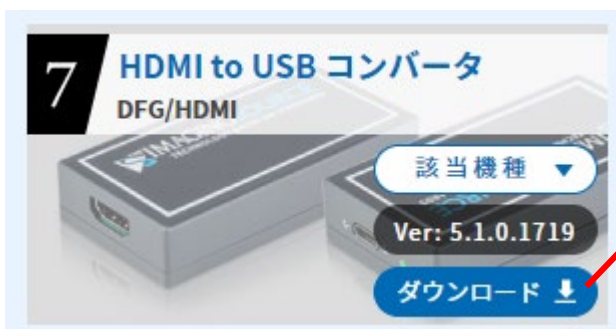 7
HDMI to USB コンバータ
DFG/HDMI
該当機種 ▼
Ver: 5.1.0.1719
ダウンロード